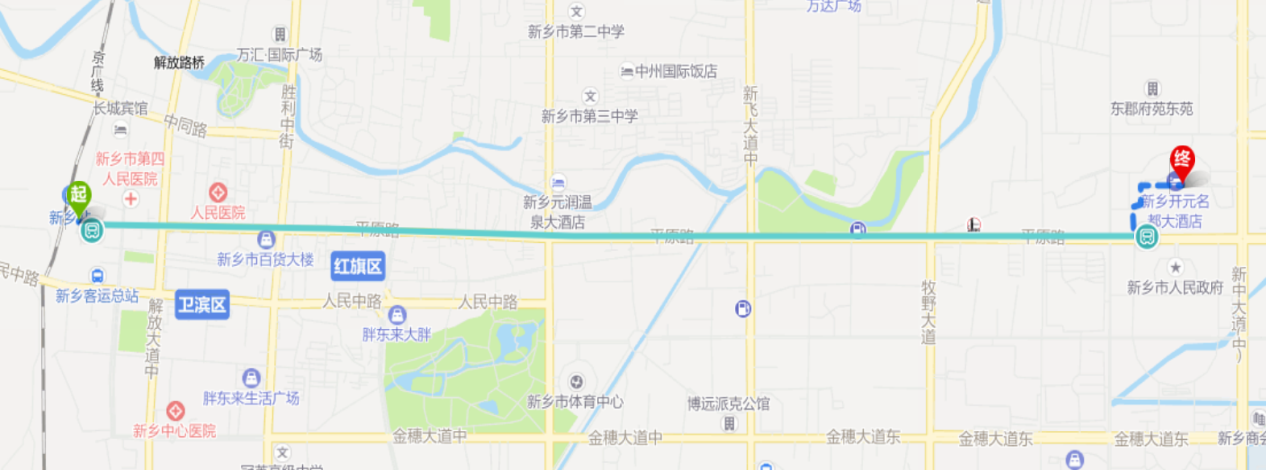 万达广场
新乡市第二中学
万汇·国际广场
京广线
解放路桥
中州国际饭店
长城宾馆
胜利中街
新乡市第三中学
新飞大道中
东郡府苑东苑
中同路
新乡市第四
人民医院
终
起
人民医院
新乡元润温
泉大酒店
新乡开元名
都大酒店
新乡
平原路
平原路
平原路
新乡市百货大楼
红旗区
民中路
新乡客运总站
卫滨区
人民中路
人民中路
新乡市人民政府
解放大道中
胖东来大胖
牧野大道
新中大道中)
胖东来生活广场
新乡市体育中心
博远派克公馆
新乡中心医院
金穗大道中
金穗大道中
金穗大道东
金穗大道东
金穗大道东
新乡商会